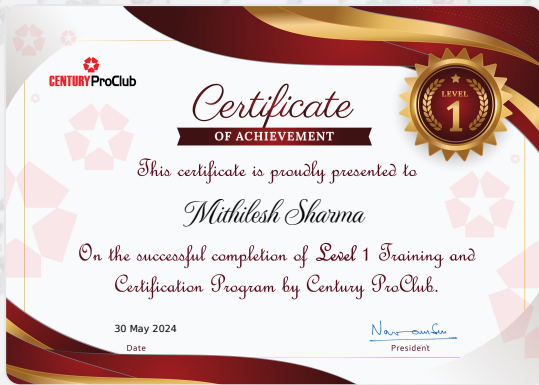 CENTURY ProClub
LEVEL
1
Certificate
OF ACHIEVEMENT
This certificate is proudly presented to
Mithilesh Sharma
On the successful completion of Level 1 Training and
Certification Program by Century ProClub.
30 May 2024
Date
President